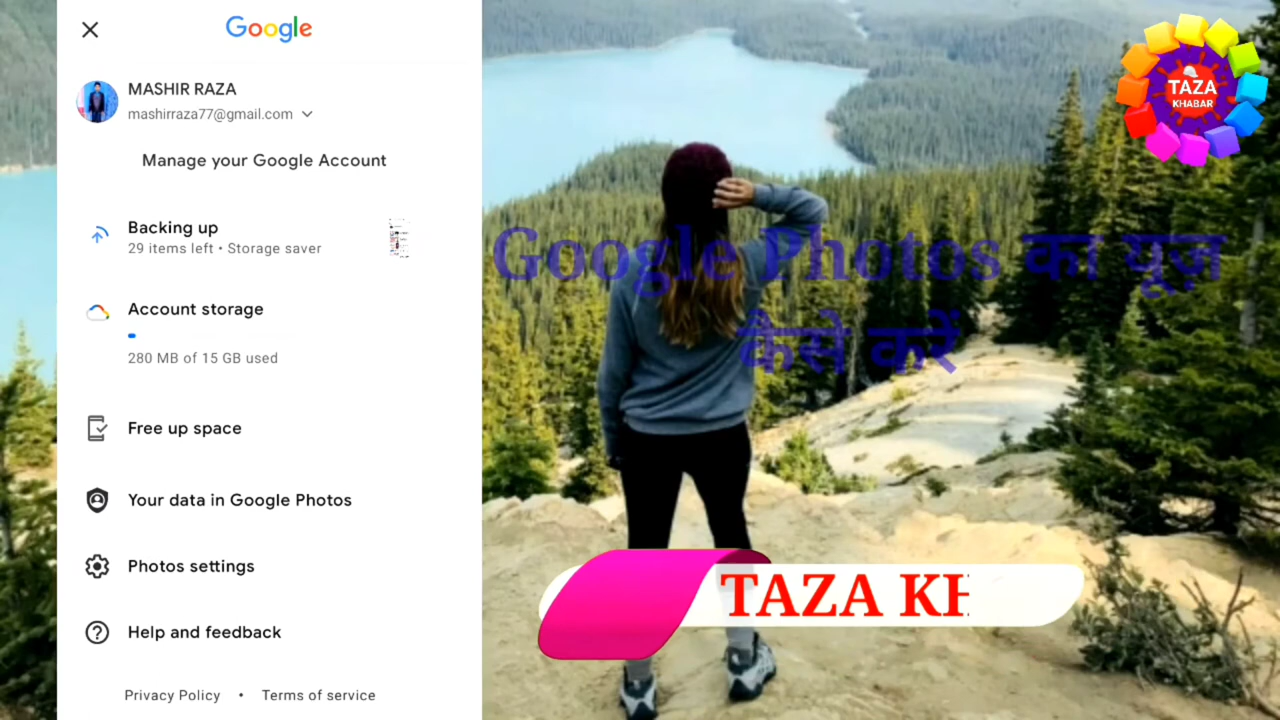 Google
MASHIR RAZA
mashirraza77@gmail.com
Manage your Google Account
Backing up
29 items left • Storage saver
Account storage
280 MB of 15 GB used
Free up space
Your data in Google Photos
Photos settings
Help and feedback
Privacy Policy • Terms of service
TAZA
KHABAR
Google Photos का यूज़
कैसे करें
TAZA KH